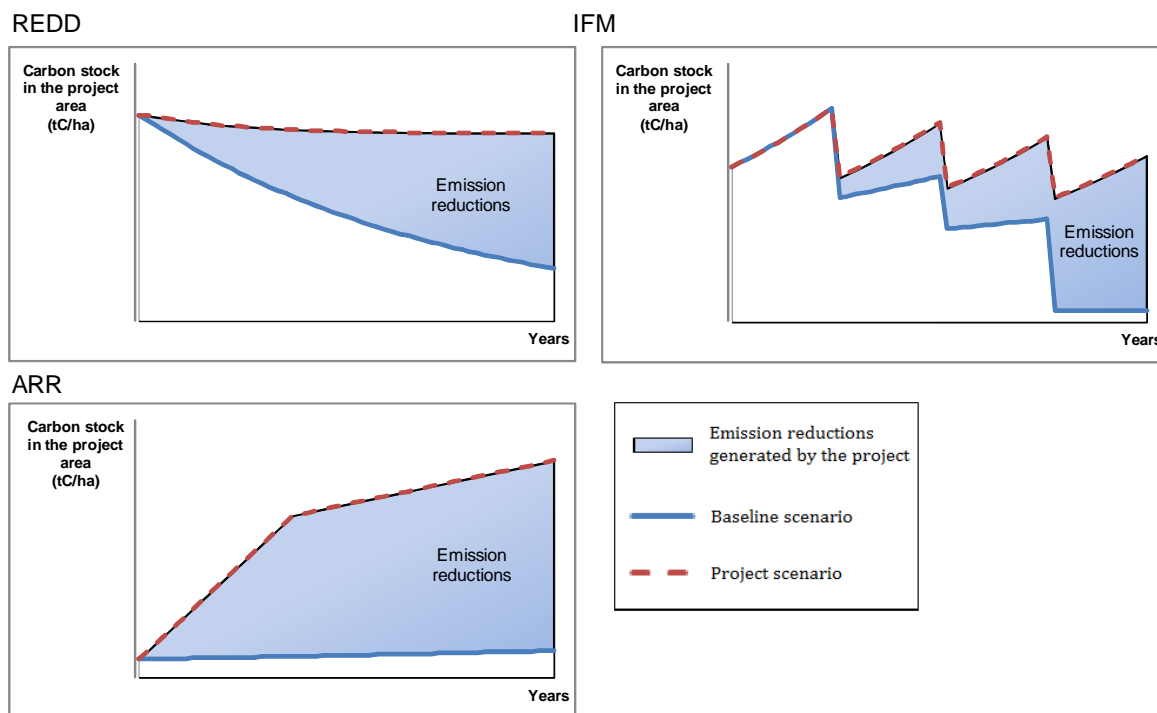 REDD
Carbon stock
in the project
area
(tC/ha)
Emission
reductions
Years
IFM
Carbon stock
in the project
area
(tC/ha)
Emission
reductions
Years
ARR
Carbon stock
in the project
area
(tC/ha)
Emission
reductions
Years
Emission reductions
generated by the project
Baseline scenario
Project scenario